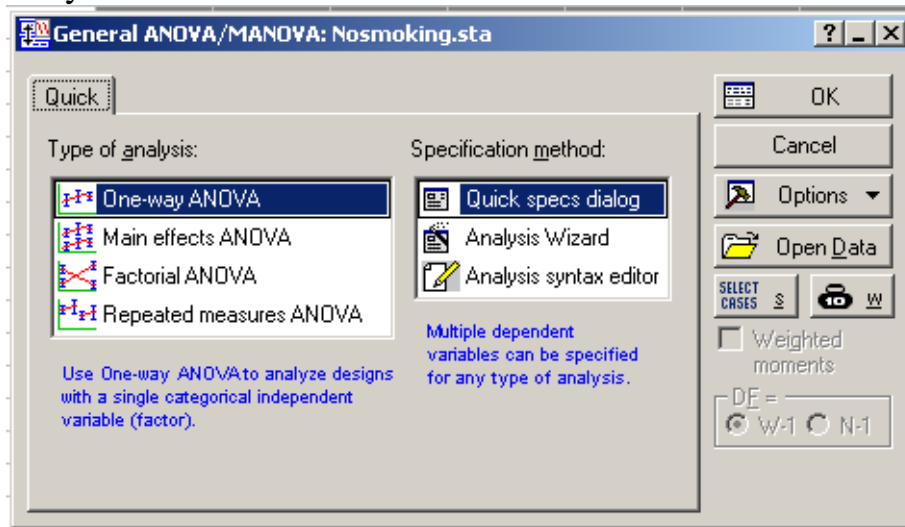 General ANOVA/MANOVA: Nosmoking.sta
Quick
Type of analysis:
One-way ANOVA
Main effects ANOVA
Factorial ANOVA
Repeated measures ANOVA
Use One-way ANOVA to analyze designs
with a single categorical independent
variable (factor).
Specification method:
Quick specs dialog
Analysis Wizard
Analysis syntax editor
Multiple dependent
variables can be specified
for any type of analysis.
OK
Cancel
Options
Open Data
SELECT
CASES S
W
Weighted
moments
DF =
W-1 N-1